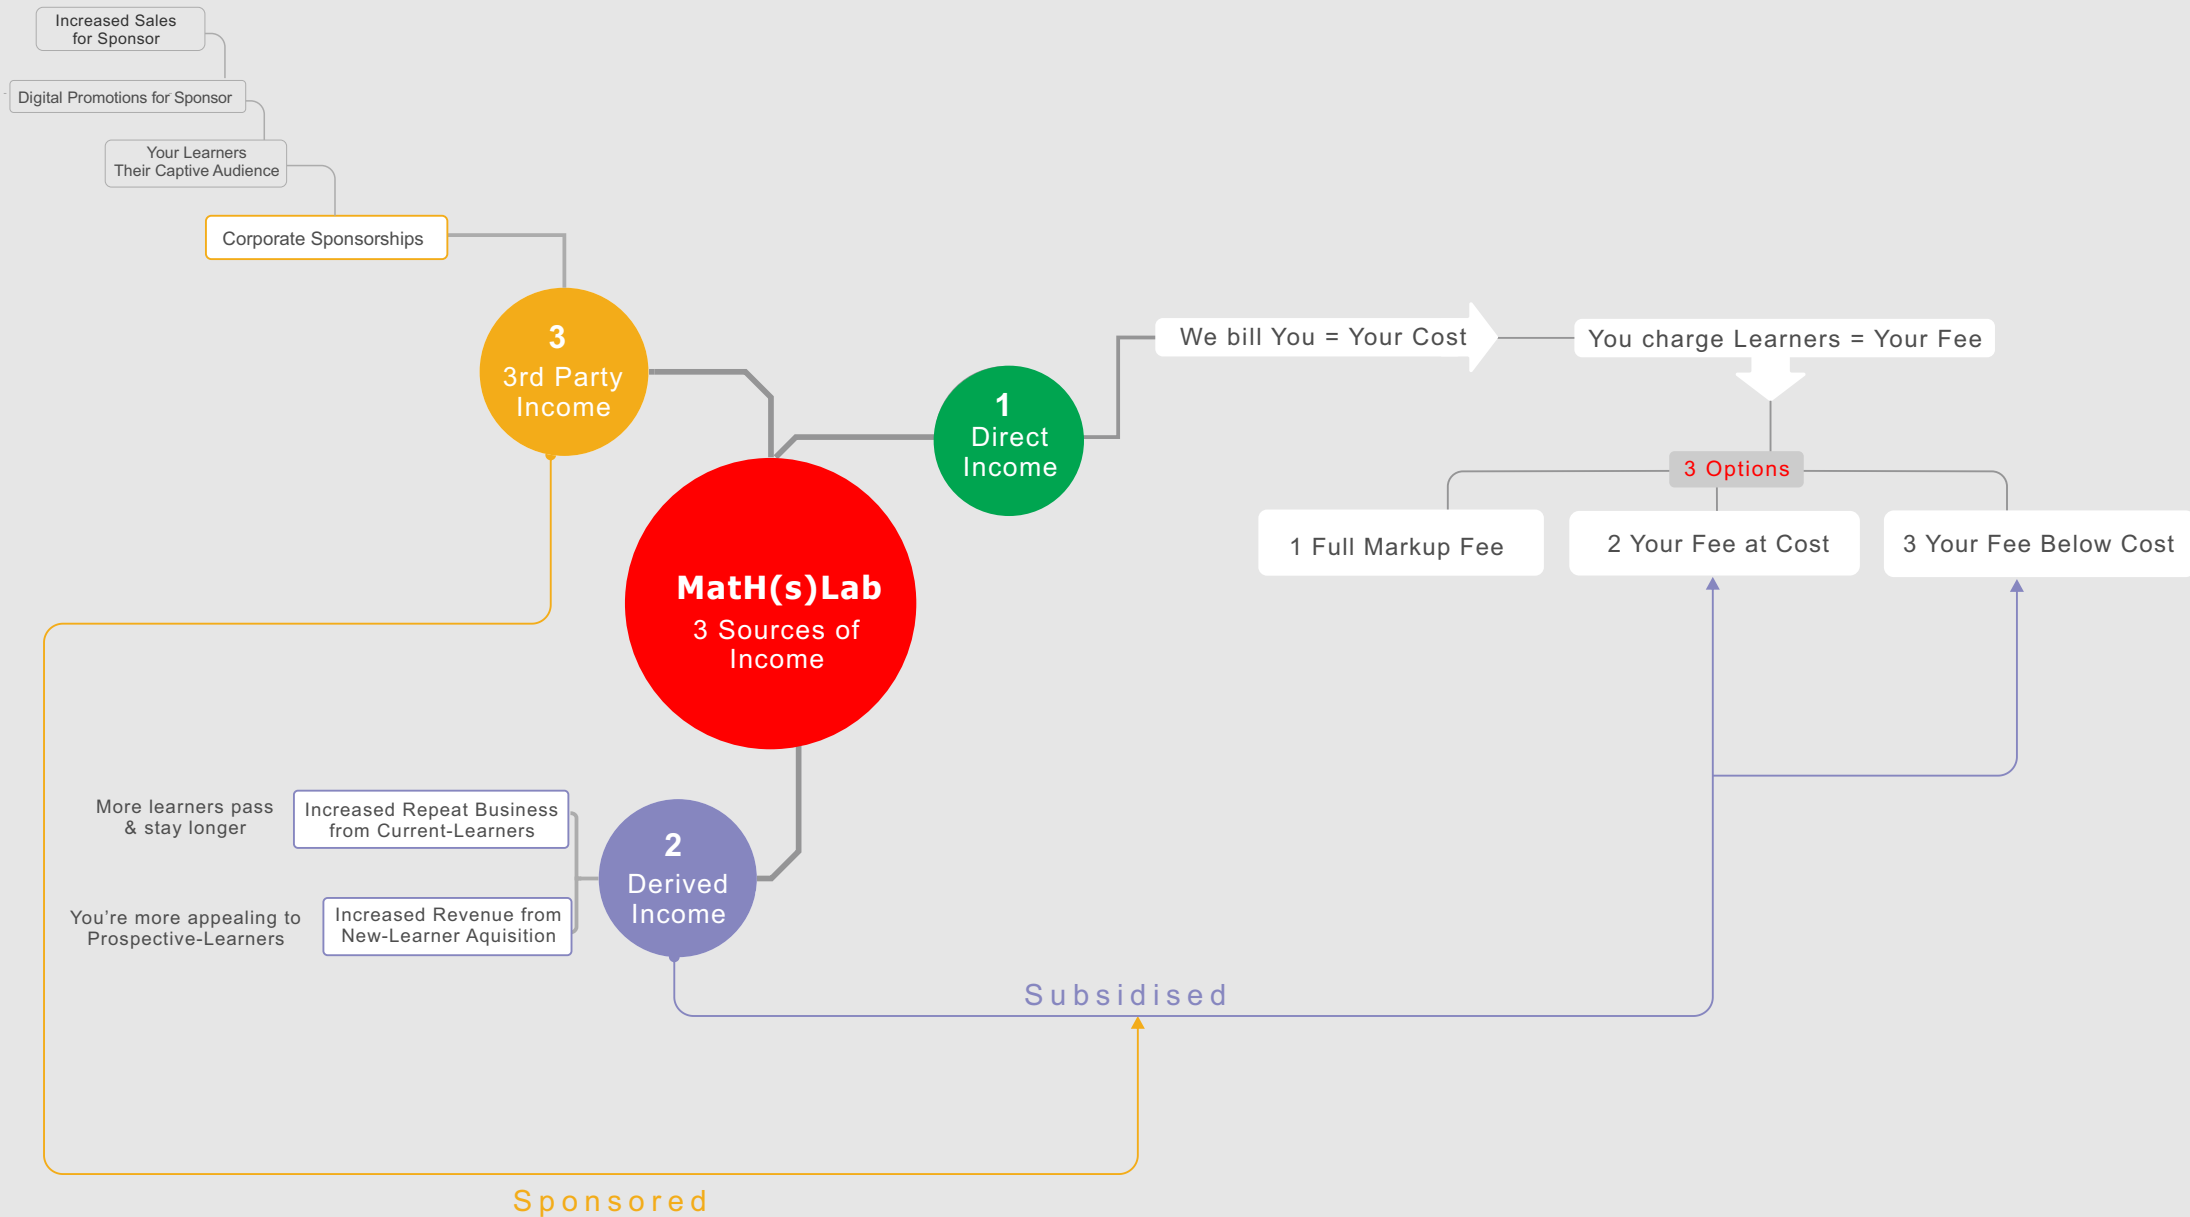 Increased Sales
for Sponsor
Digital Promotions for Sponsor
Your Learners
Their Captive Audience
Corporate Sponsorships
3
3rd Party
Income
1
Direct
Income
We bill You = Your Cost
You charge Learners = Your Fee
3 Options
1 Full Markup Fee
2 Your Fee at Cost
3 Your Fee Below Cost
MatH(s)Lab
3 Sources of
Income
More learners pass
& stay longer
Increased Repeat Business
from Current-Learners
You’re more appealing to
Prospective-Learners
Increased Revenue from
New-Learner Aquisition
2
Derived
Income
Subsidised
Sponsored